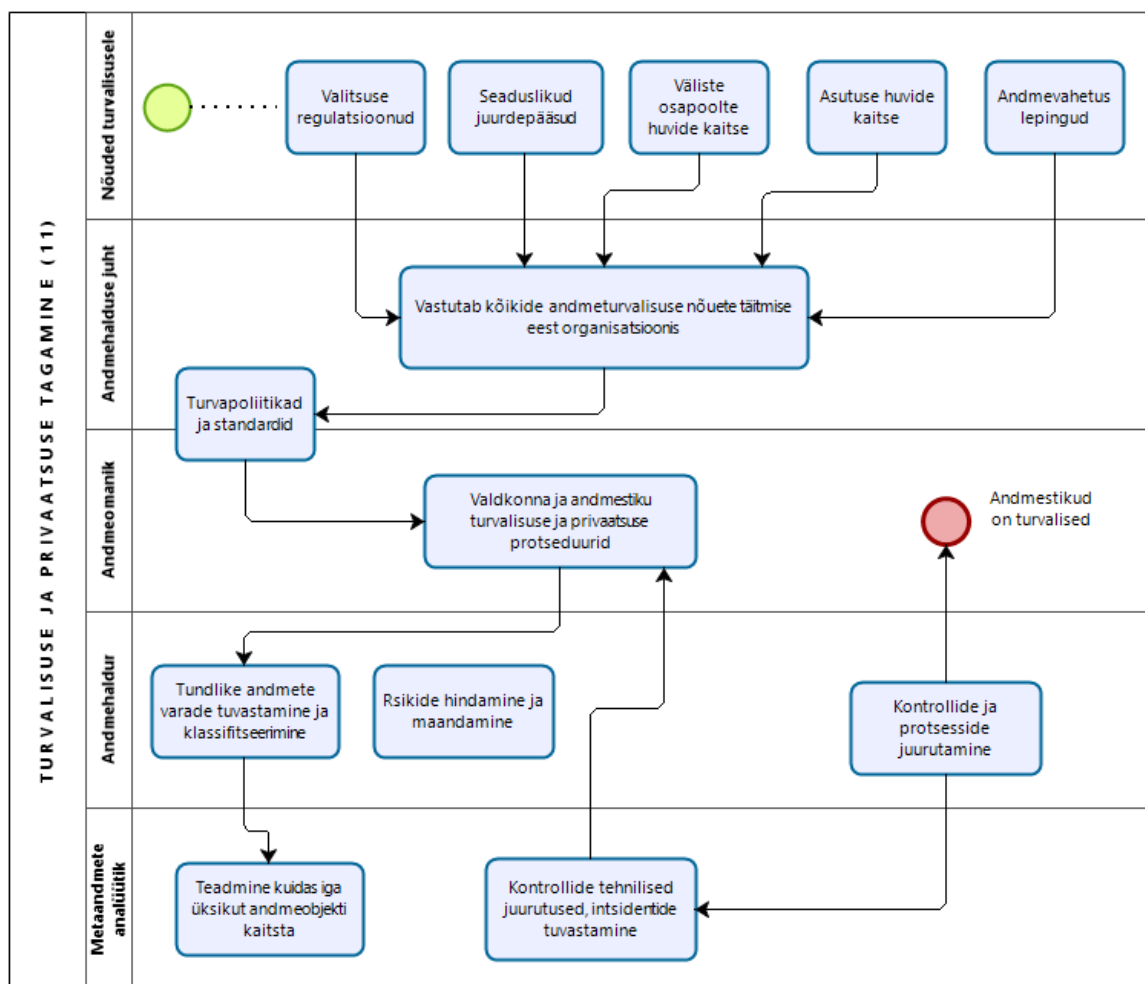 TURVALISUSE JA PRIVAATSUSE TAGAMINE (11)
Nõuded turvalisusele
Valitsuse
regulatsioonud
Seaduslikud
juurdepääsud
Väliste
osapoolte
huvide kaitse
Asutuse huvide
kaitse
Andmevahetus
lepingud
Andmehalduse juht
Vastutab kõikide andmeturvalisuse nõuete täitmise
eest organisatsioonis
Turvapoliitikad
ja standardid
Andmeomanik
Valdkonna ja andmestiku
turvalisuse ja privaatsuse
protseduurid
Andmestikud
on turvalised
Andmehaldur
Tundlike andmete
varade tuvastamine ja
klassifitseerimine
Rsikide hindamine ja
maandamine
Kontrollide ja
protsesside
juurutamine
Metaandmete
analüütik
Teadmine kuidas iga
üksikut andmeobjekti
kaitsta
Kontrollide tehnilised
juurutused, intsidentide
tuvastamine